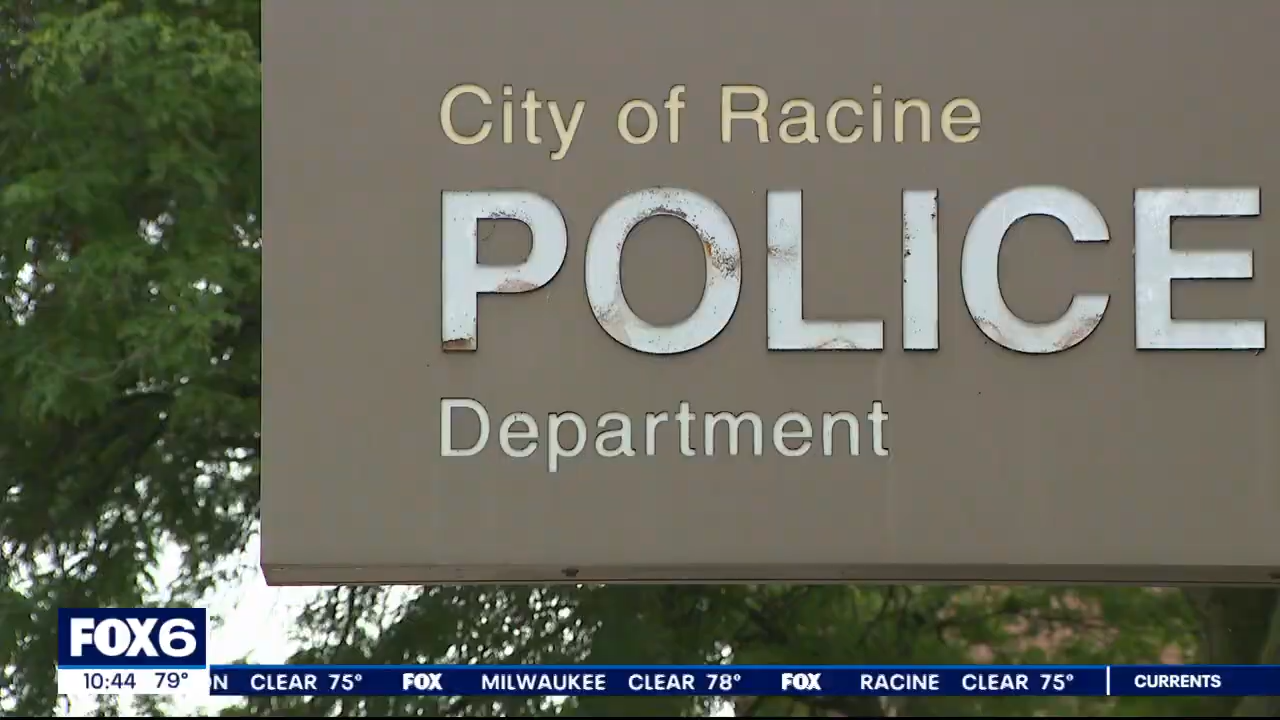 City of Racine
POLICE
Department
FOX6
10:44 79° ON CLEAR 75° FOX MILWAUKEE CLEAR 78° FOX RACINE CLEAR 75° CURRENTS